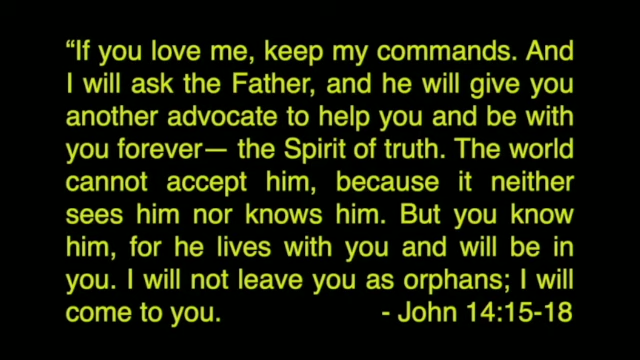 “If you love me, keep my commands. And
I will ask the Father, and he will give you
another advocate to help you and be with
you forever— the Spirit of truth. The world
cannot accept him, because it neither
sees him nor knows him. But you know
him, for he lives with you and will be in
you. I will not leave you as orphans; I will
come to you. - John 14:15-18